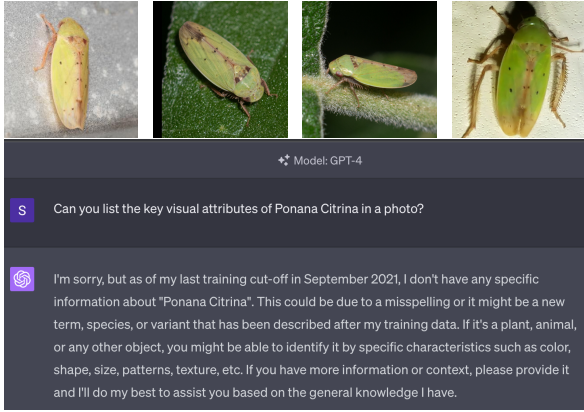 Model: GPT-4
S
Can you list the key visual attributes of Ponana Citrina in a photo?
I'm sorry, but as of my last training cut-off in September 2021, I don't have any specific
information about "Ponana Citrina". This could be due to a misspelling or it might be a new
term, species, or variant that has been described after my training data. If it's a plant, animal,
or any other object, you might be able to identify it by specific characteristics such as color,
shape, size, patterns, texture, etc. If you have more information or context, please provide it
and I'll do my best to assist you based on the general knowledge I have.